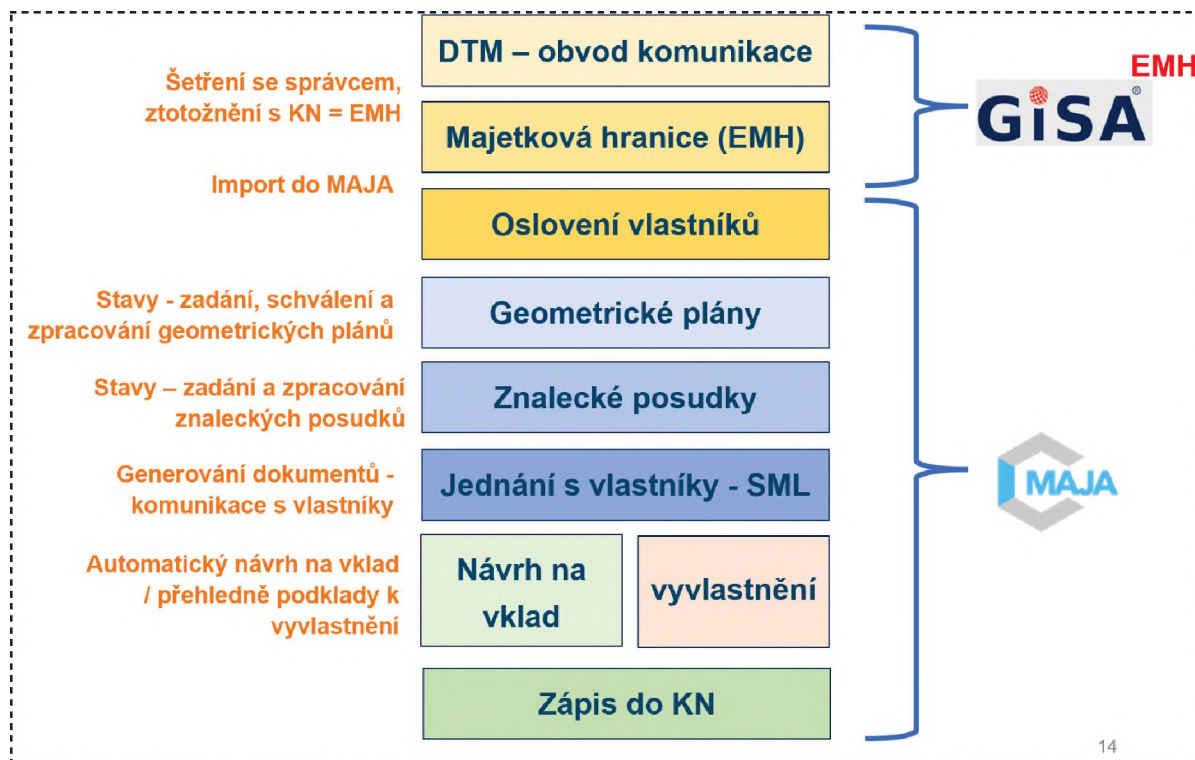 DTM – obvod komunikace
EMH
Šetření se správcem,
ztotožnění s KN = EMH
GiSA®
Majetková hranice (EMH)
Import do MAJA
Oslovení vlastníků
Stavy - zadání, schválení a
zpracování geometrických plánů
Geometrické plány
Stavy – zadání a zpracování
znaleckých posudků
Znalecké posudky
Generování dokumentů -
komunikace s vlastníky
Jednání s vlastníky - SML
MAJA
Automatický návrh na vklad
/ přehledně podklady k
vyvlastnění
Návrh na
vklad
vyvlastnění
Zápis do KN
14